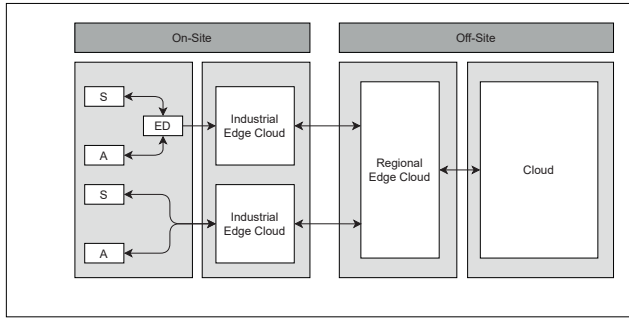 On-Site
Off-Site
S
ED
A
S
A
Industrial
Edge Cloud
Industrial
Edge Cloud
Regional
Edge Cloud
Cloud